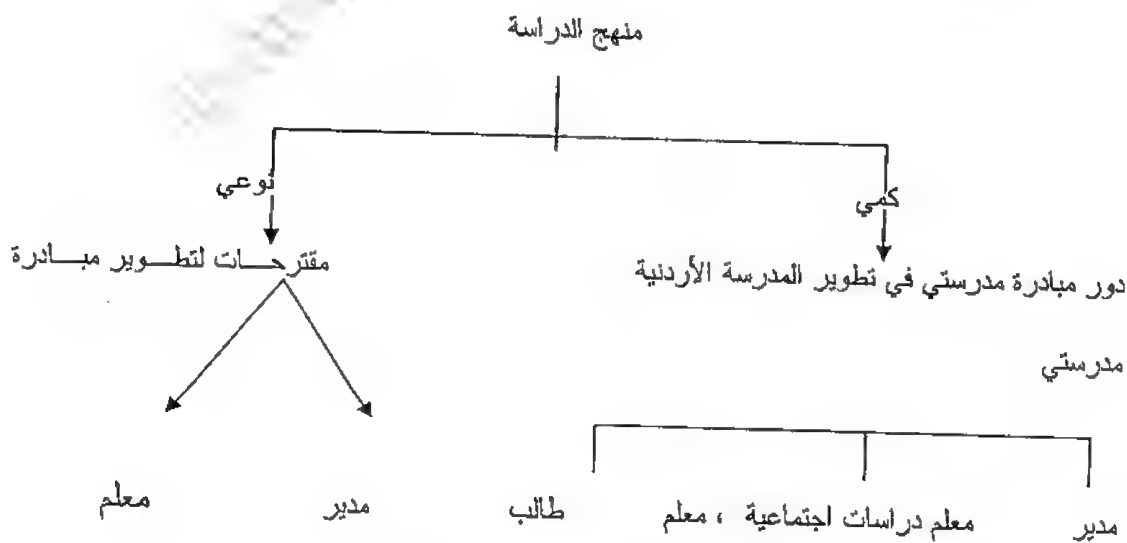 منهج الدراسة
كمي
نوعي
دور مبادرة مدرستي في تطوير المدرسة الأردنية
مقترحات لتطوير مبادرة
مدرستي
مدير
معلم دراسات اجتماعية ، معلم
طالب
مدير
معلم